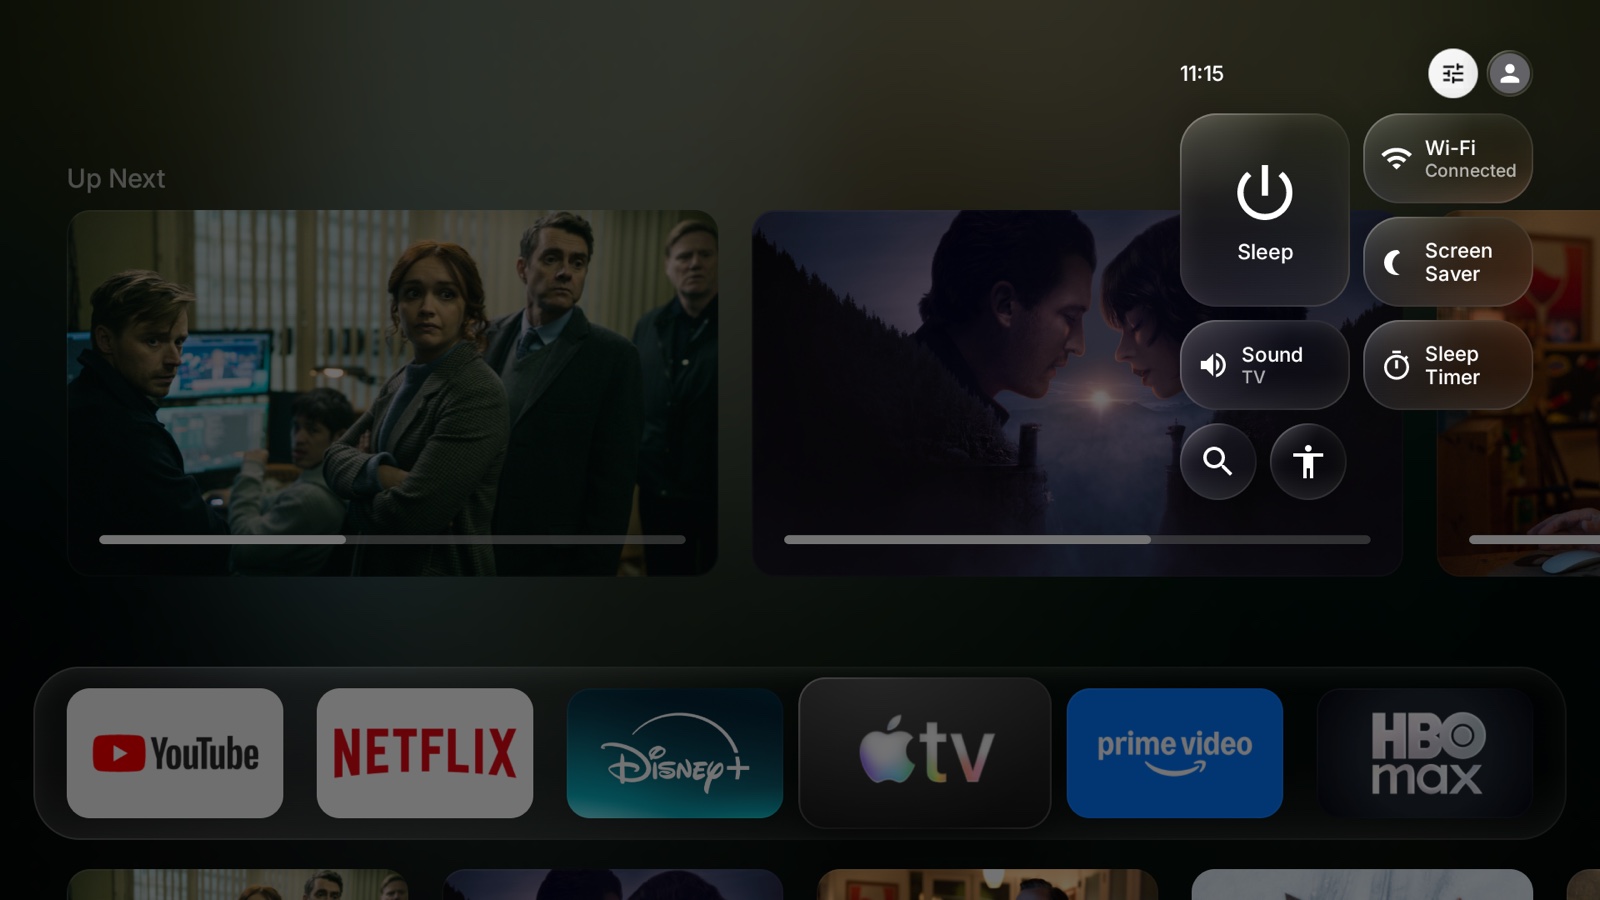 11:15
Up Next
Sleep
Wi-Fi
Connected
Screen
Saver
Sound
TV
Sleep
Timer
YouTube
NETFLIX
Disney+
tv
prime video
HBO
max